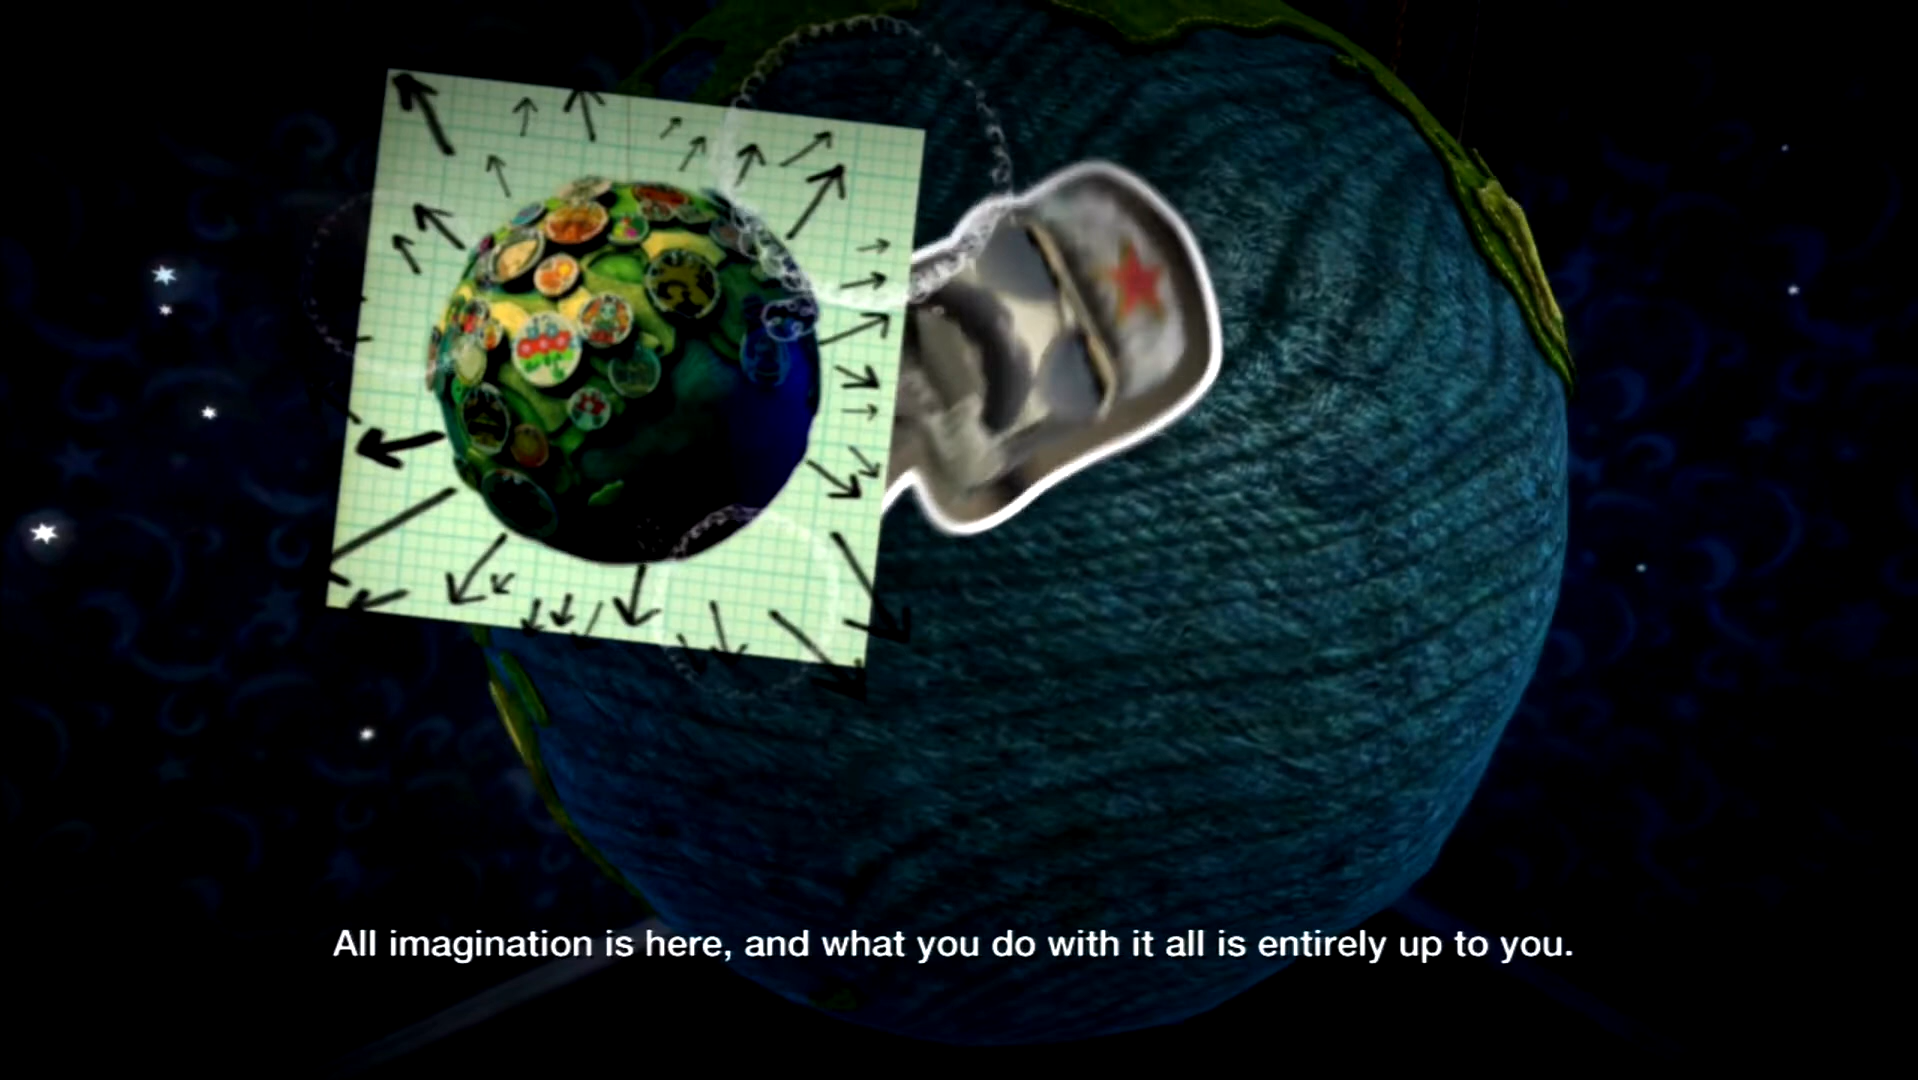 All imagination is here, and what you do with it all is entirely up to you.